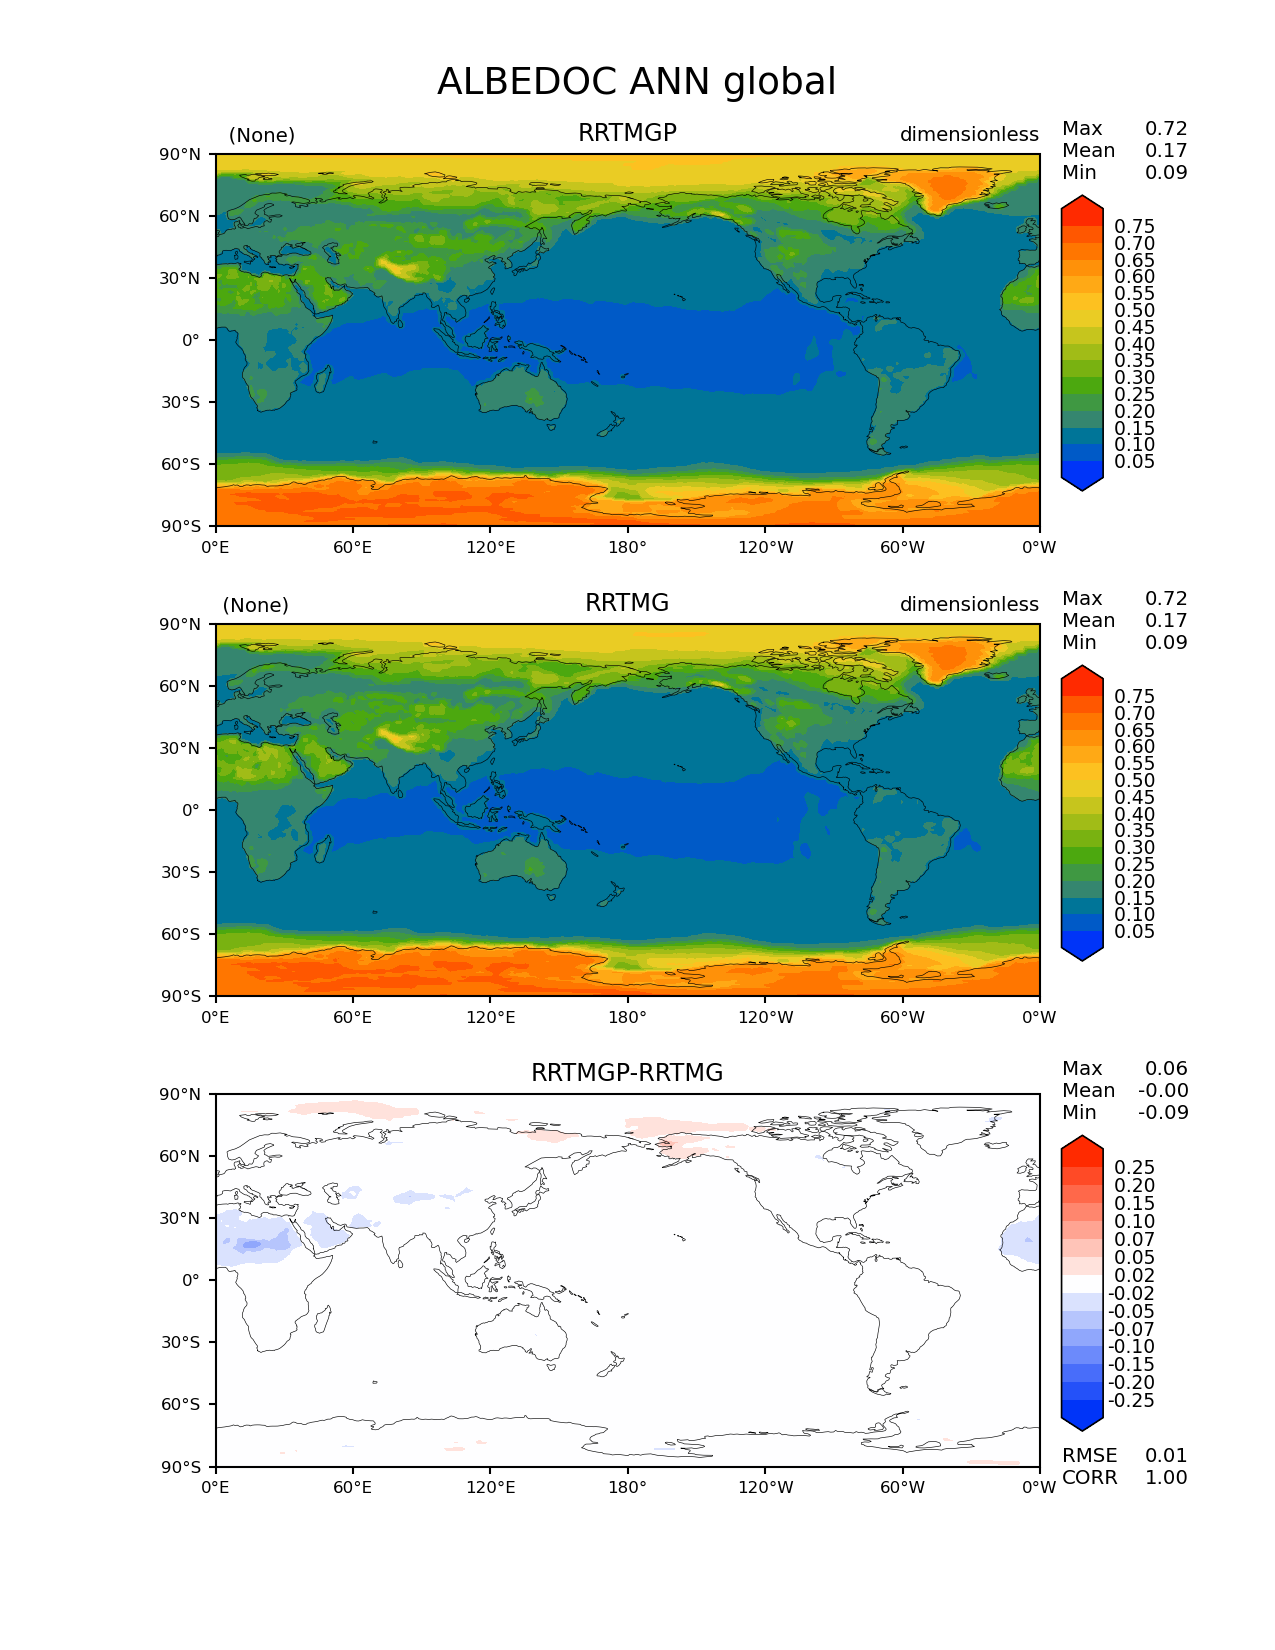 ALBEDOC ANN global
(None) RRTMGP dimensionless
Max 0.72
Mean 0.17
Min 0.09
90°N
60°N
30°N
0°
30°S
60°S
90°S
0°E 60°E 120°E 180° 120°W 60°W 0°W
0.75
0.70
0.65
0.60
0.55
0.50
0.45
0.40
0.35
0.30
0.25
0.20
0.15
0.10
0.05
(None) RRTMG dimensionless
Max 0.72
Mean 0.17
Min 0.09
90°N
60°N
30°N
0°
30°S
60°S
90°S
0°E 60°E 120°E 180° 120°W 60°W 0°W
0.75
0.70
0.65
0.60
0.55
0.50
0.45
0.40
0.35
0.30
0.25
0.20
0.15
0.10
0.05
RRTMGP-RRTMG
Max 0.06
Mean -0.00
Min -0.09
90°N
60°N
30°N
0°
30°S
60°S
90°S
0°E 60°E 120°E 180° 120°W 60°W 0°W
0.25
0.20
0.15
0.10
0.07
0.05
0.02
-0.02
-0.05
-0.07
-0.10
-0.15
-0.20
-0.25
RMSE 0.01
CORR 1.00